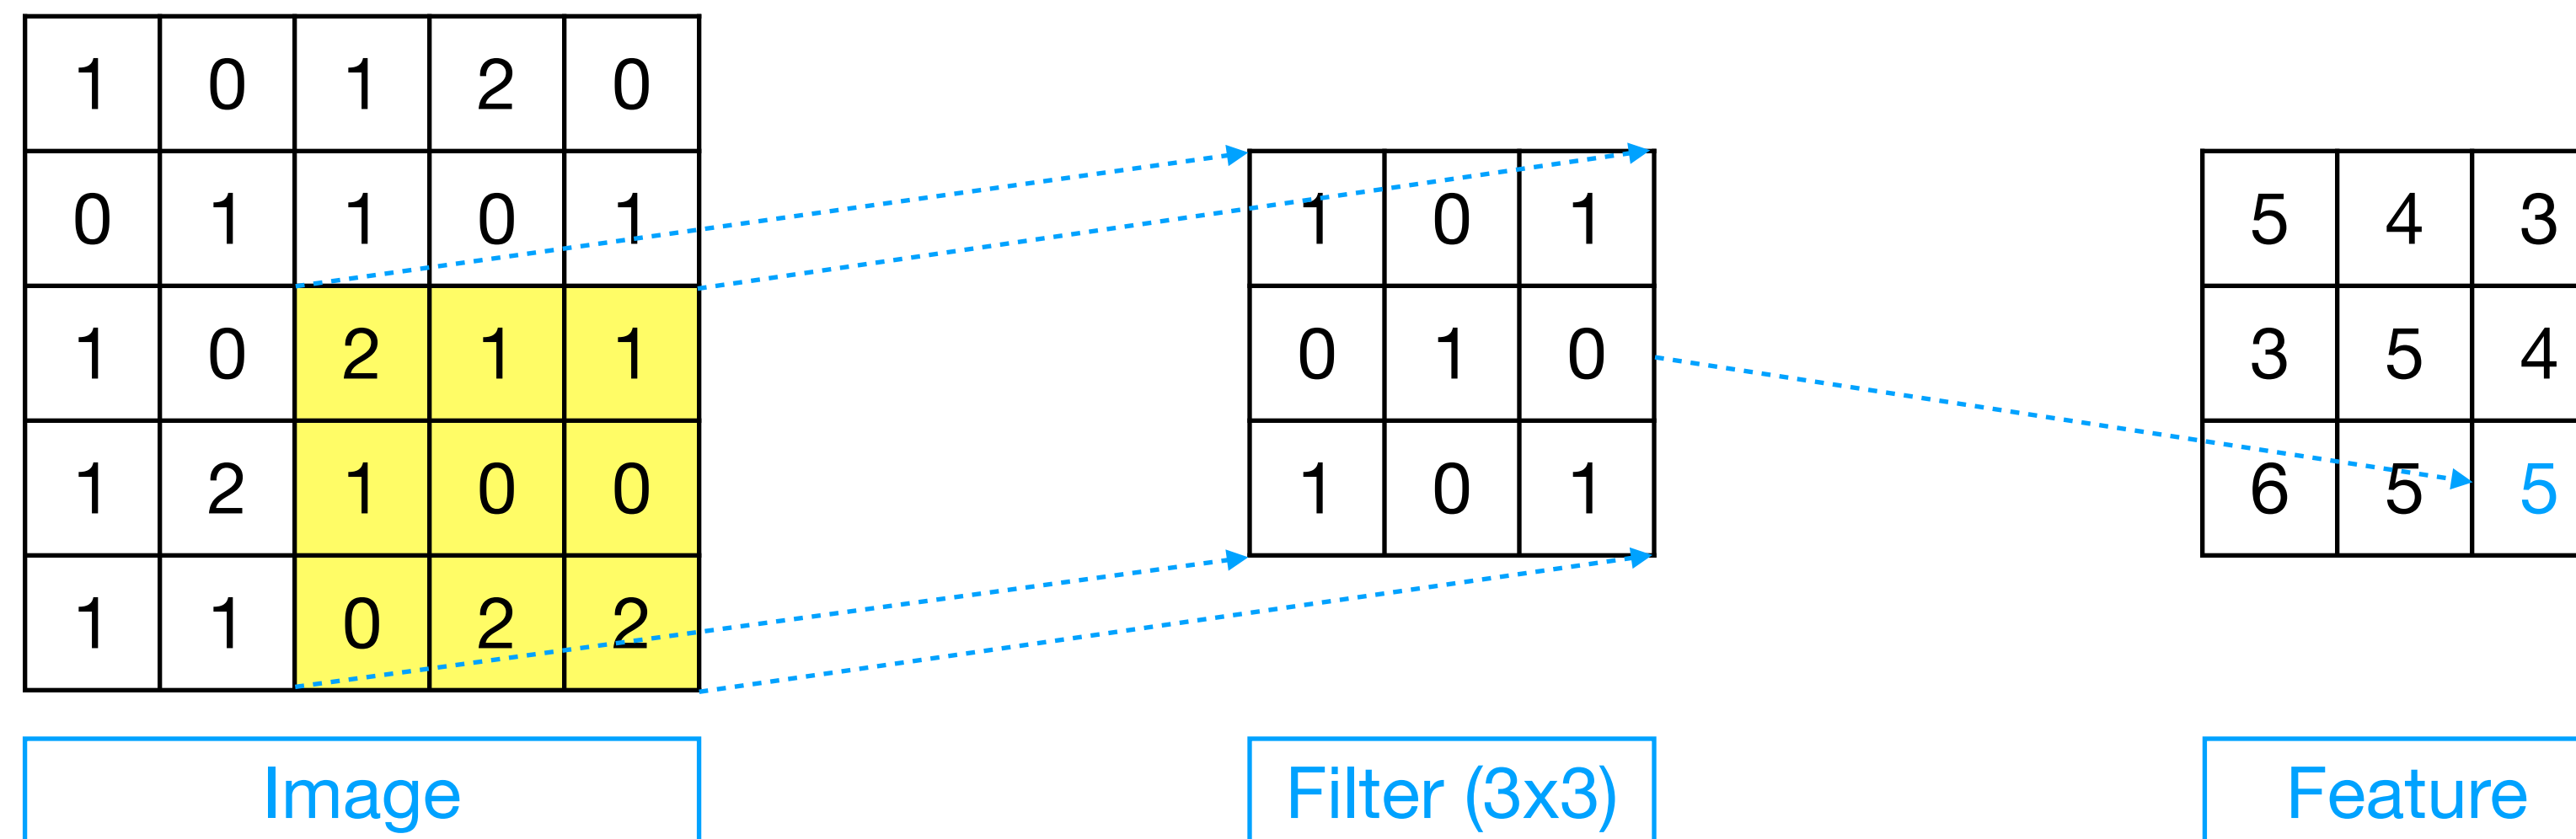 1 0 1 2 0
0 1 1 0 1
1 0 2 1 1
1 2 1 0 0
1 1 0 2 2
Image
1 0 1
0 1 0
1 0 1
Filter (3x3)
5 4 3
3 5 4
6 5 5
Feature